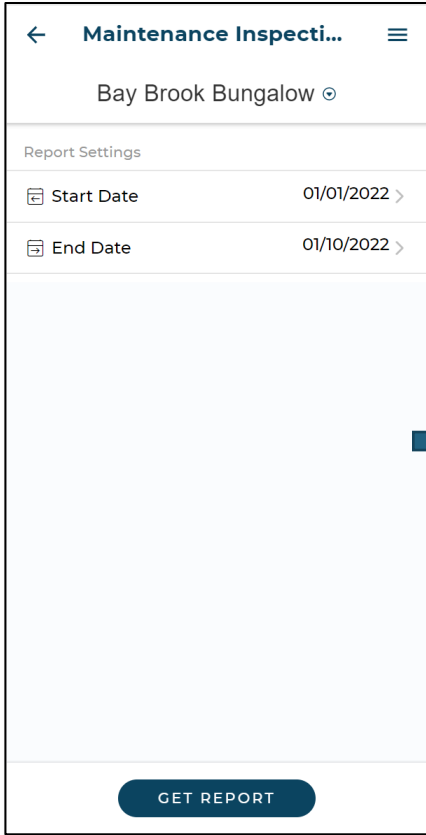 Maintenance Inspecti...
Bay Brook Bungalow
Report Settings
Start Date 01/01/2022
End Date 01/10/2022
GET REPORT